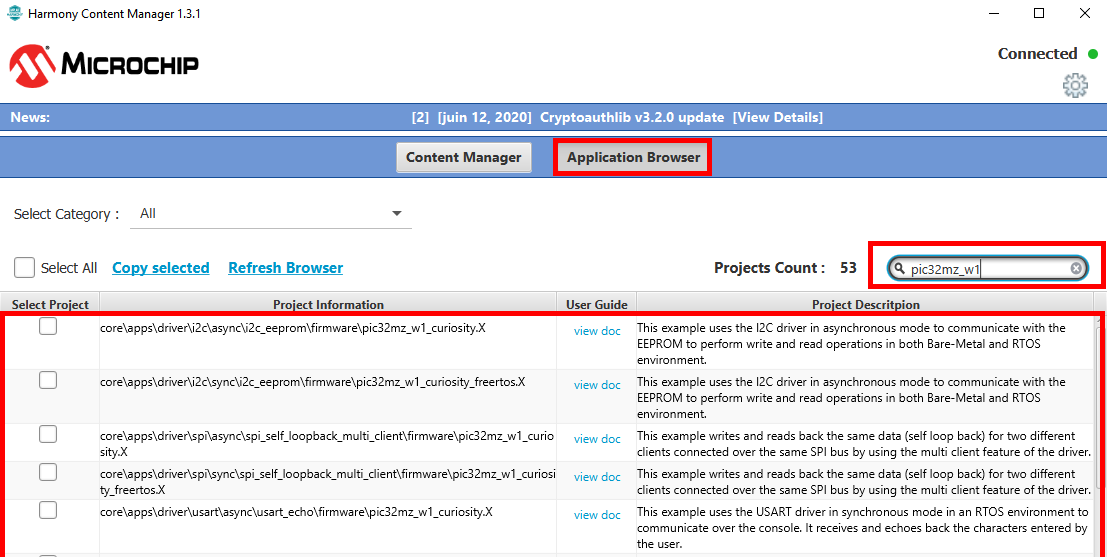 Harmony Content Manager 1.3.1
MICROCHIP
Connected
News:
[2] [juin 12, 2020] Cryptoauthlib v3.2.0 update [View Details]
Content Manager
Application Browser
Select Category :
All
Select All
Copy selected
Refresh Browser
Projects Count : 53
pic32mz_w1
Select Project
Project Information
User Guide
Project Descritpion
core\apps\driver\i2c\async\i2c_eeprom\firmware\pic32mz_w1_curiosity.X
view doc
This example uses the I2C driver in asynchronous mode to communicate with the
EEPROM to perform write and read operations in both Bare-Metal and RTOS
environment.
core\apps\driver\i2c\sync\i2c_eeprom\firmware\pic32mz_w1_curiosity_freertos.X
view doc
This example uses the I2C driver in asynchronous mode to communicate with the
EEPROM to perform write and read operations in both Bare-Metal and RTOS
environment.
core\apps\driver\spi\async\spi_self_loopback_multi_client\firmware\pic32mz_w1_curio
sity.X
view doc
This example writes and reads back the same data (self loop back) for two different
clients connected over the same SPI bus by using the multi client feature of the driver.
core\apps\driver\spi\sync\spi_self_loopback_multi_client\firmware\pic32mz_w1_curiosi
ty_freertos.X
view doc
This example writes and reads back the same data (self loop back) for two different
clients connected over the same SPI bus by using the multi client feature of the driver.
core\apps\driver\usart\async\usart_echo\firmware\pic32mz_w1_curiosity.X
view doc
This example uses the USART driver in synchronous mode in an RTOS environment to
communicate over the console. It receives and echoes back the characters entered by
the user.